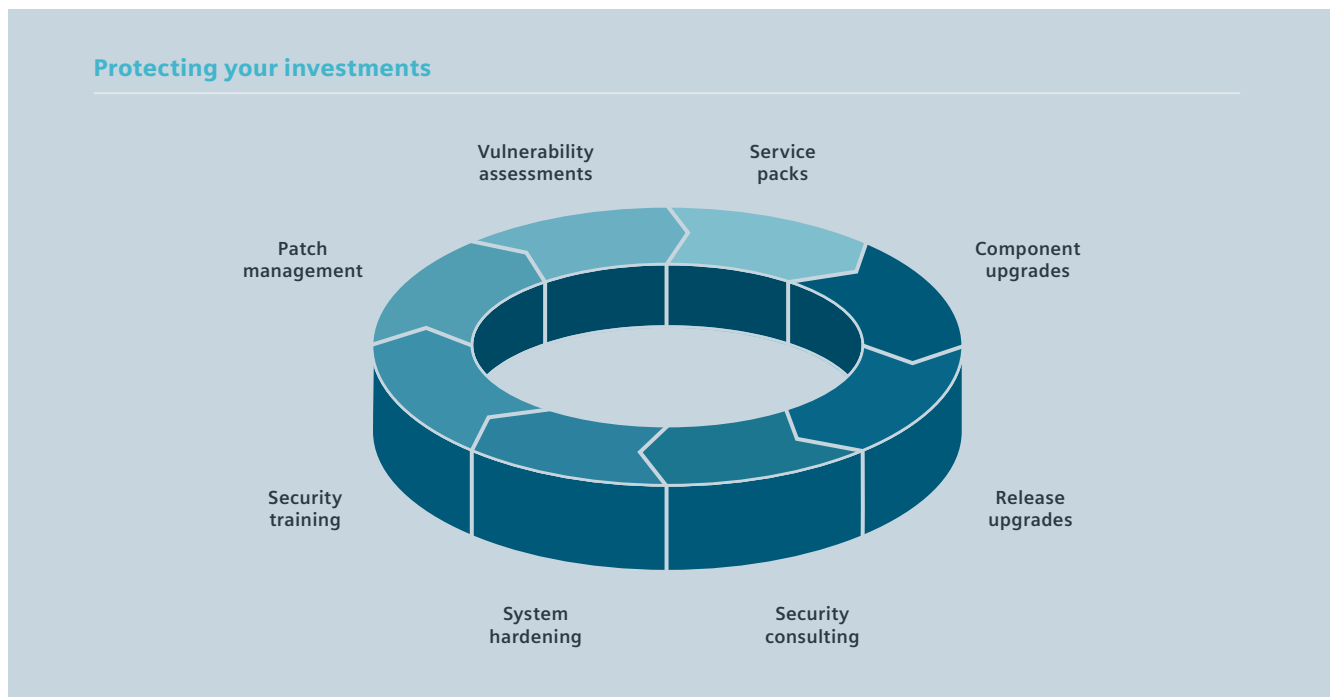 Protecting your investments
Vulnerability
assessments
Service
packs
Patch
management
Component
upgrades
Security
training
Release
upgrades
System
hardening
Security
consulting